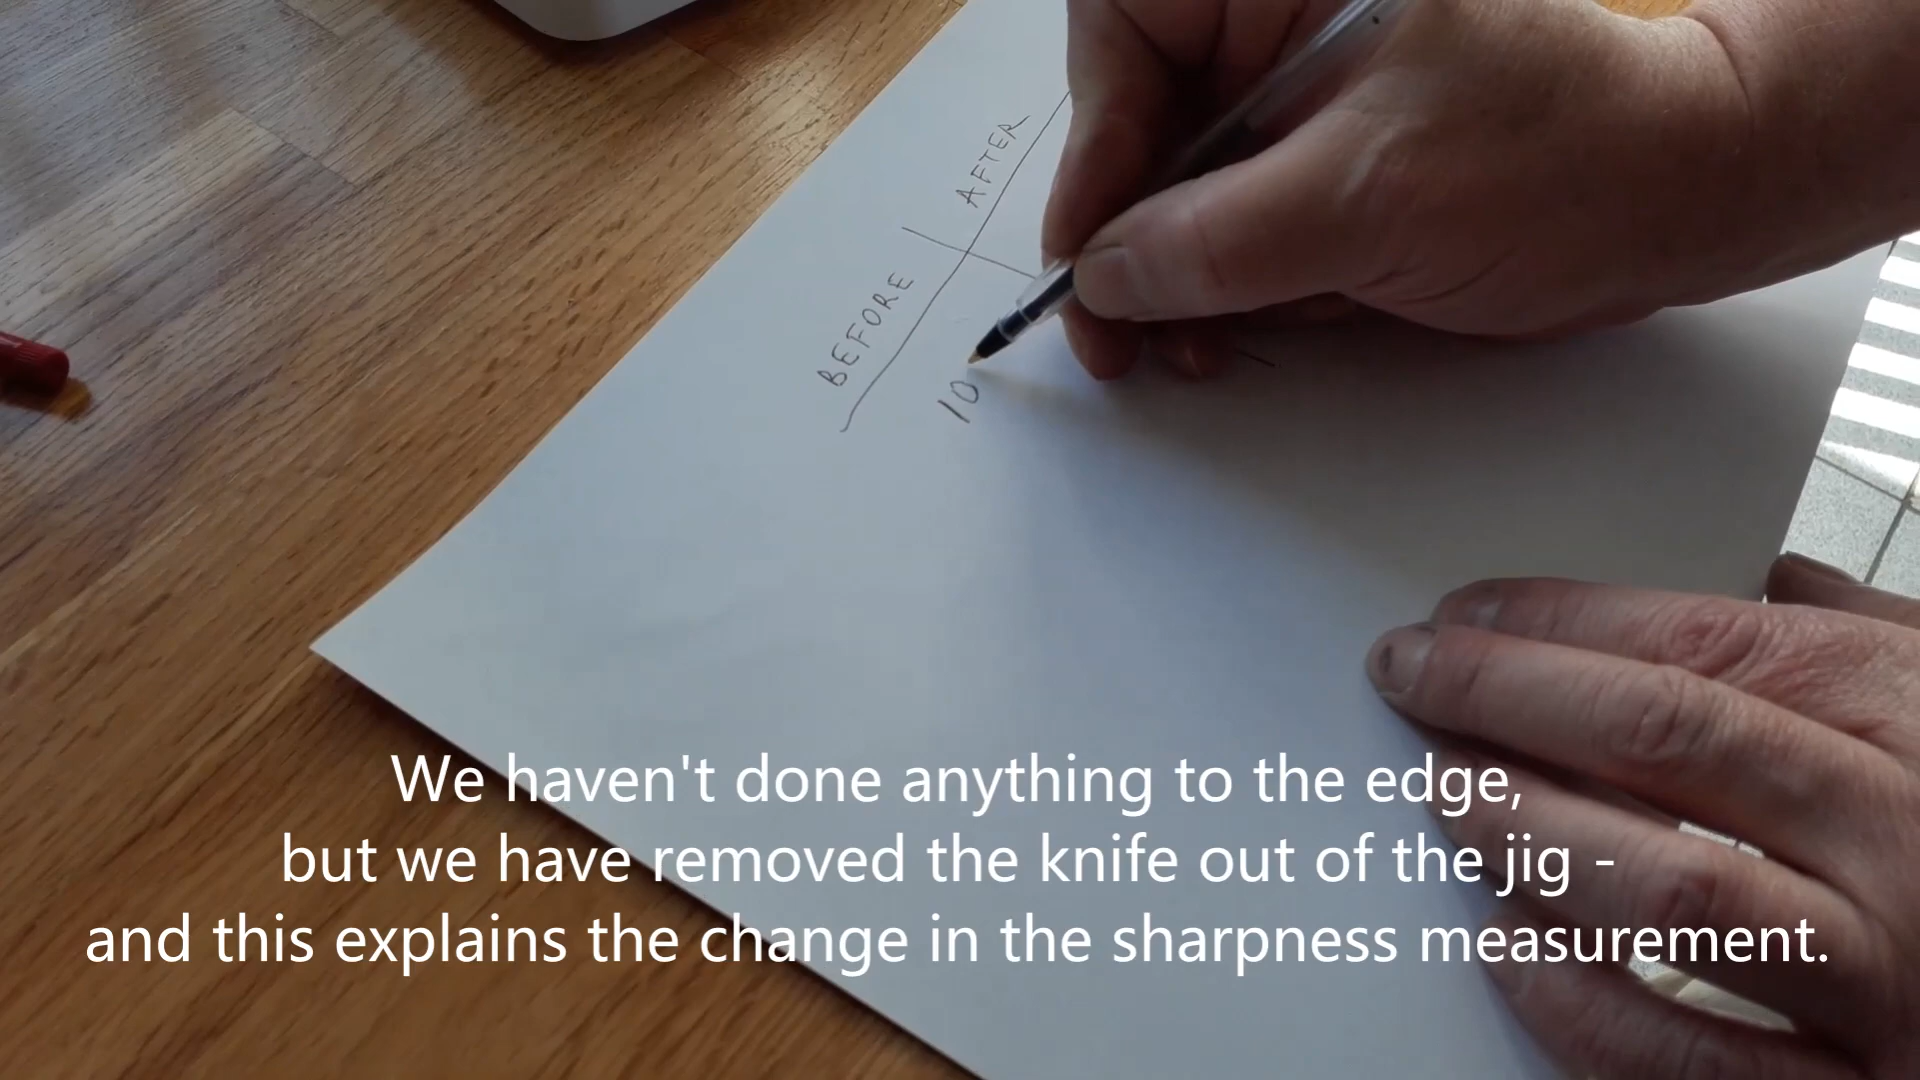 BEFORE AFTER
10
We haven't done anything to the edge,
but we have removed the knife out of the jig -
and this explains the change in the sharpness measurement.